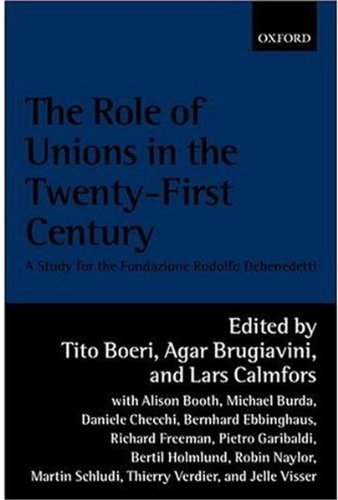 OXFORD
The Role of
Unions in the
Twenty-First
Century
A Study for the Fondazione Rodolfo Debenedetti
Edited by
Tito Boeri, Agar Brugiavini,
and Lars Calmfors
with Alison Booth, Michael Burda,
Daniele Checchi, Bernhard Ebbinghaus,
Richard Freeman, Pietro Garibaldi,
Bertil Holmlund, Robin Naylor,
Martin Schludi, Thierry Verdier, and Jelle Visser